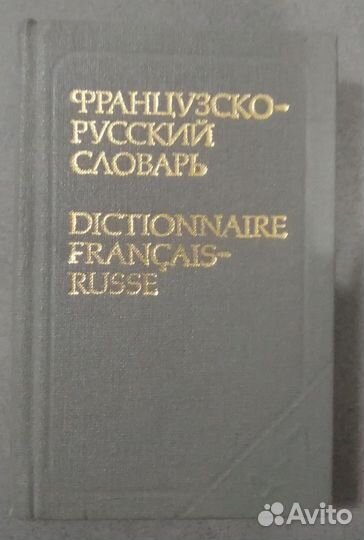 ФРАНЦУЗСКО-
РУССКИЙ
СЛОВАРЬ
DICTIONNAIRE
FRANÇAIS-
RUSSE
Avito